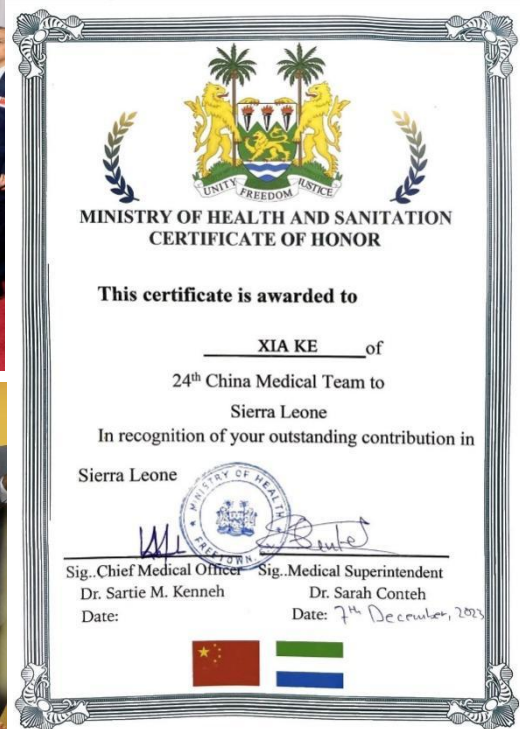 UNITY FREEDOM JUSTICE
MINISTRY OF HEALTH AND SANITATION
CERTIFICATE OF HONOR
This certificate is awarded to
XIA KE of
24th China Medical Team to
Sierra Leone
In recognition of your outstanding contribution in
Sierra Leone
MINISTRY OF HEALTH
FREETOWN
Sig..Chief Medical Officer Sig..Medical Superintendent
Dr. Sartie M. Kenneh Dr. Sarah Conteh
Date: Date: 7th December, 2023